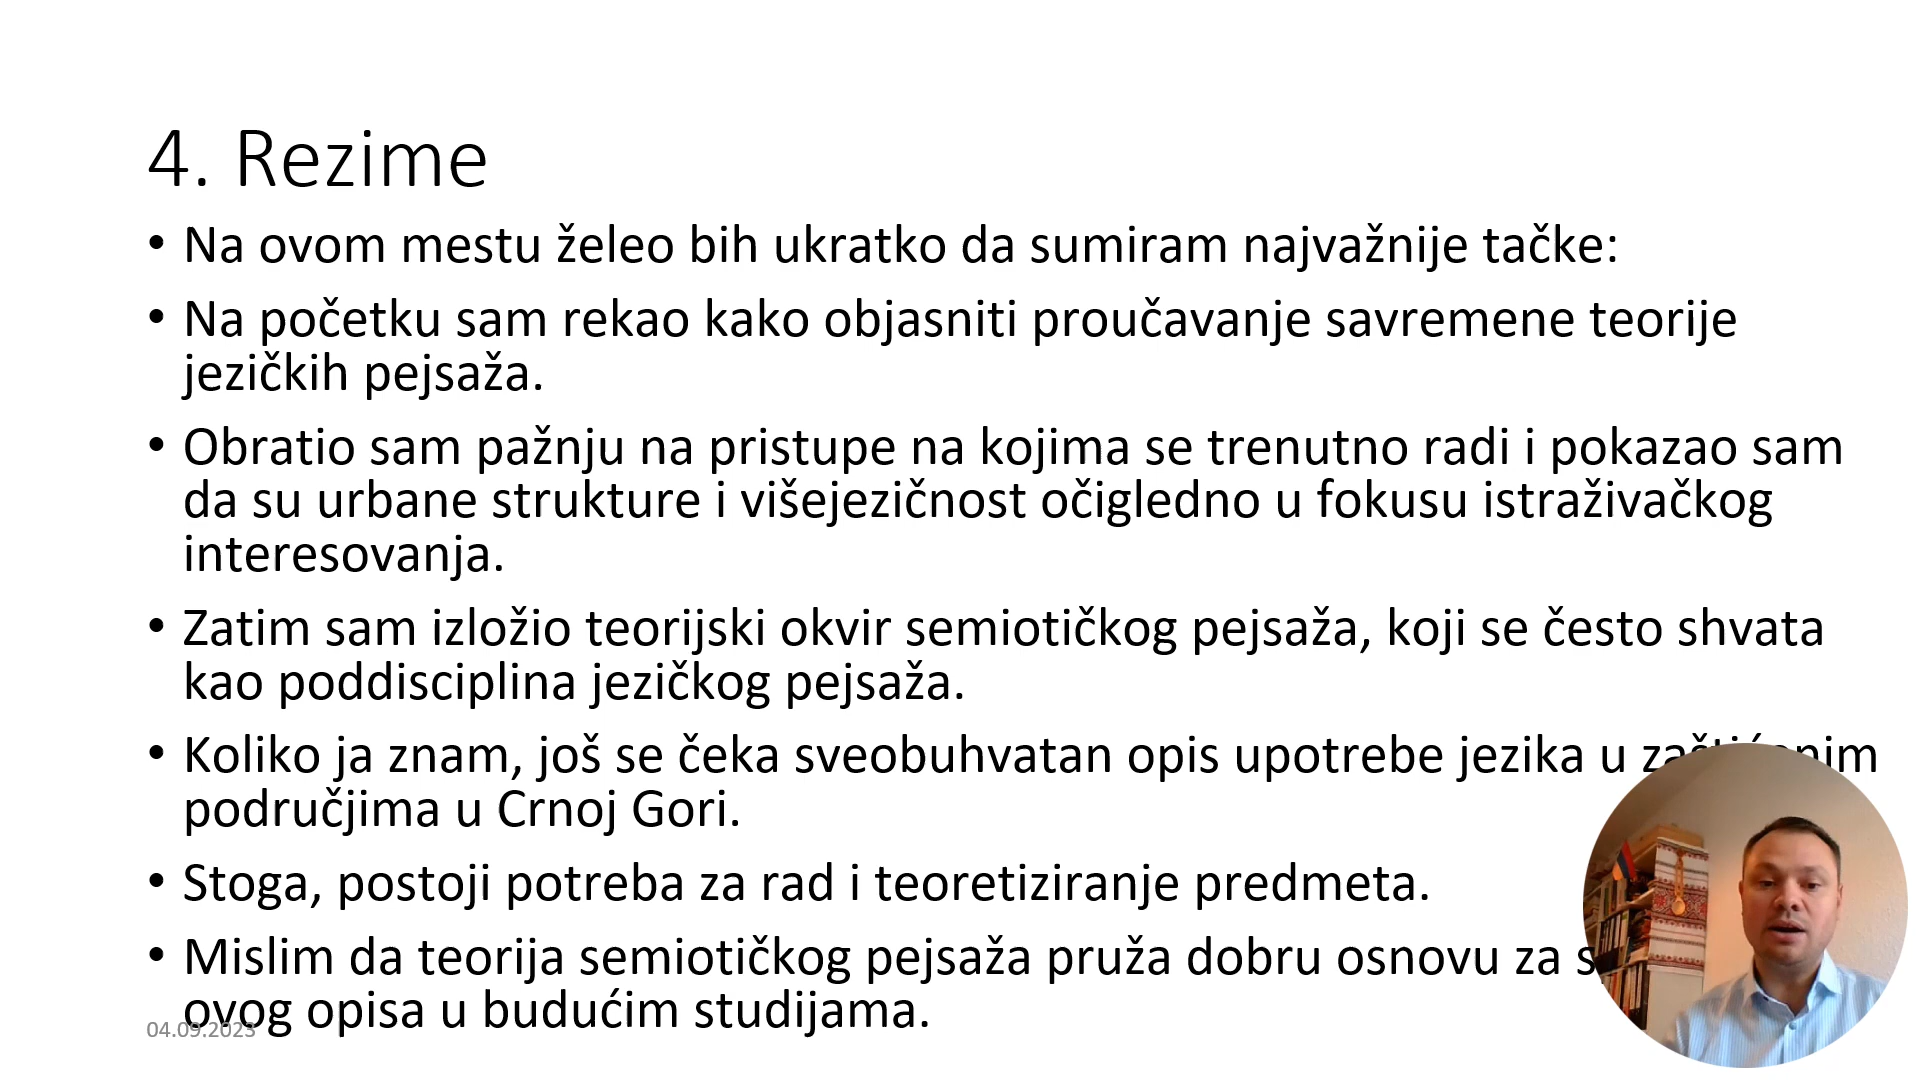 4. Rezime
• Na ovom mestu želeo bih ukratko da sumiram najvažnije tačke:
• Na početku sam rekao kako objasniti proučavanje savremene teorije
jezičkih pejsaža.
• Obratio sam pažnju na pristupe na kojima se trenutno radi i pokazao sam
da su urbane strukture i višejezičnost očigledno u fokusu istraživačkog
interesovanja.
• Zatim sam izložio teorijski okvir semiotičkog pejsaža, koji se često shvata
kao poddisciplina jezičkog pejsaža.
• Koliko ja znam, još se čeka sveobuhvatan opis upotrebe jezika u zaštićenim
područjima u Crnoj Gori.
• Stoga, postoji potreba za rad i teoretiziranje predmeta.
• Mislim da teorija semiotičkog pejsaža pruža dobru osnovu za
ovog opisa u budućim studijama.
04.09.2023